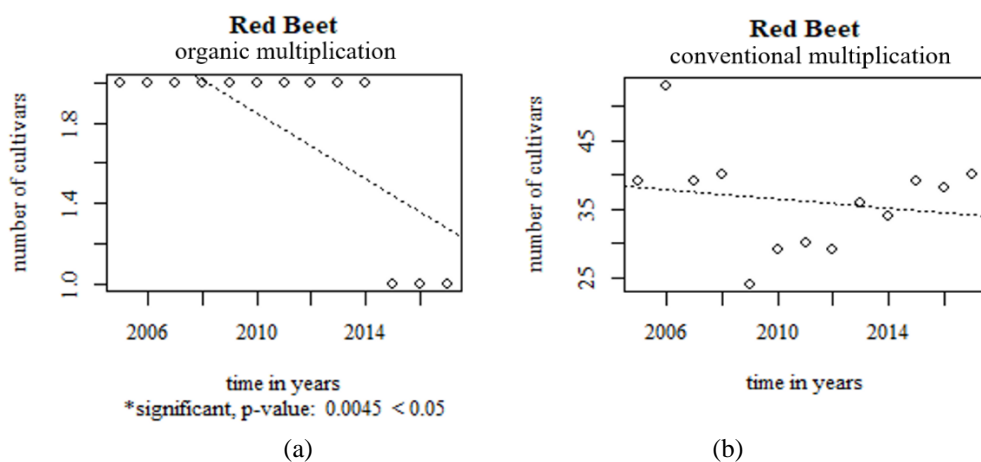 Red Beet
organic multiplication
number of cultivars
1.8
1.4
1.0
2006 2010 2014
time in years
*significant, p-value: 0.0045 < 0.05
(a)
Red Beet
conventional multiplication
number of cultivars
45
35
25
2006 2010 2014
time in years
(b)